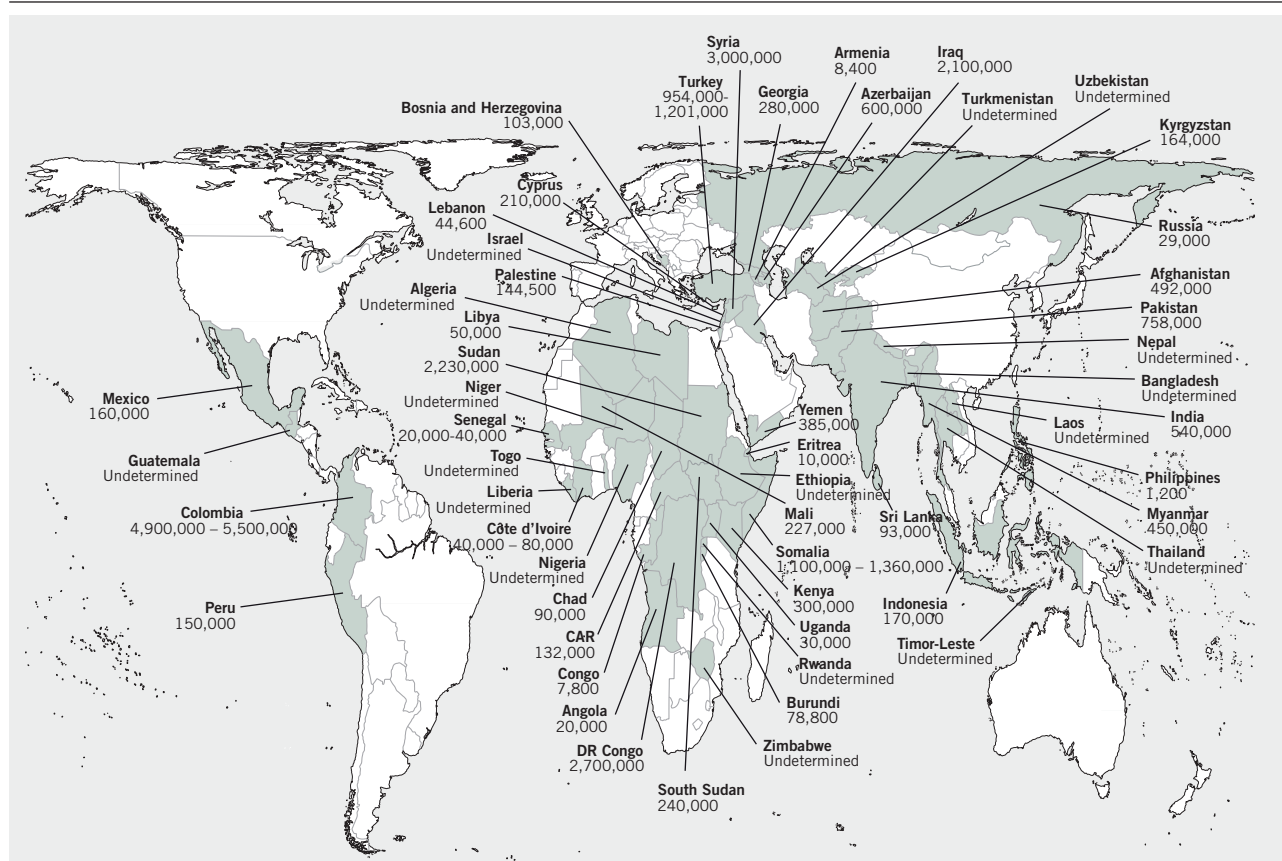 Syria
3,000,000
Armenia
8,400
Iraq
2,100,000
Turkey
954,000-
1,201,000
Georgia
280,000
Azerbaijan
600,000
Turkmenistan
Undetermined
Uzbekistan
Undetermined
Bosnia and Herzegovina
103,000
Kyrgyzstan
164,000
Cyprus
210,000
Lebanon
44,600
Israel
Undetermined
Palestine
144,500
Russia
29,000
Algeria
Undetermined
Afghanistan
492,000
Libya
50,000
Pakistan
758,000
Sudan
2,230,000
Nepal
Undetermined
Niger
Undetermined
Bangladesh
Undetermined
Mexico
160,000
Senegal
20,000-40,000
Yemen
385,000
India
540,000
Laos
Undetermined
Eritrea
10,000
Guatemala
Undetermined
Togo
Undetermined
Ethiopia
Undetermined
Philippines
1,200
Liberia
Undetermined
Colombia
4,900,000 – 5,500,000
Mali
227,000
Sri Lanka
93,000
Myanmar
450,000
Côte d’Ivoire
40,000 – 80,000
Thailand
Undetermined
Nigeria
Undetermined
Somalia
1,100,000 – 1,360,000
Chad
90,000
Kenya
300,000
Indonesia
170,000
Peru
150,000
Uganda
30,000
CAR
132,000
Timor-Leste
Undetermined
Rwanda
Undetermined
Congo
7,800
Burundi
78,800
Angola
20,000
Zimbabwe
Undetermined
DR Congo
2,700,000
South Sudan
240,000